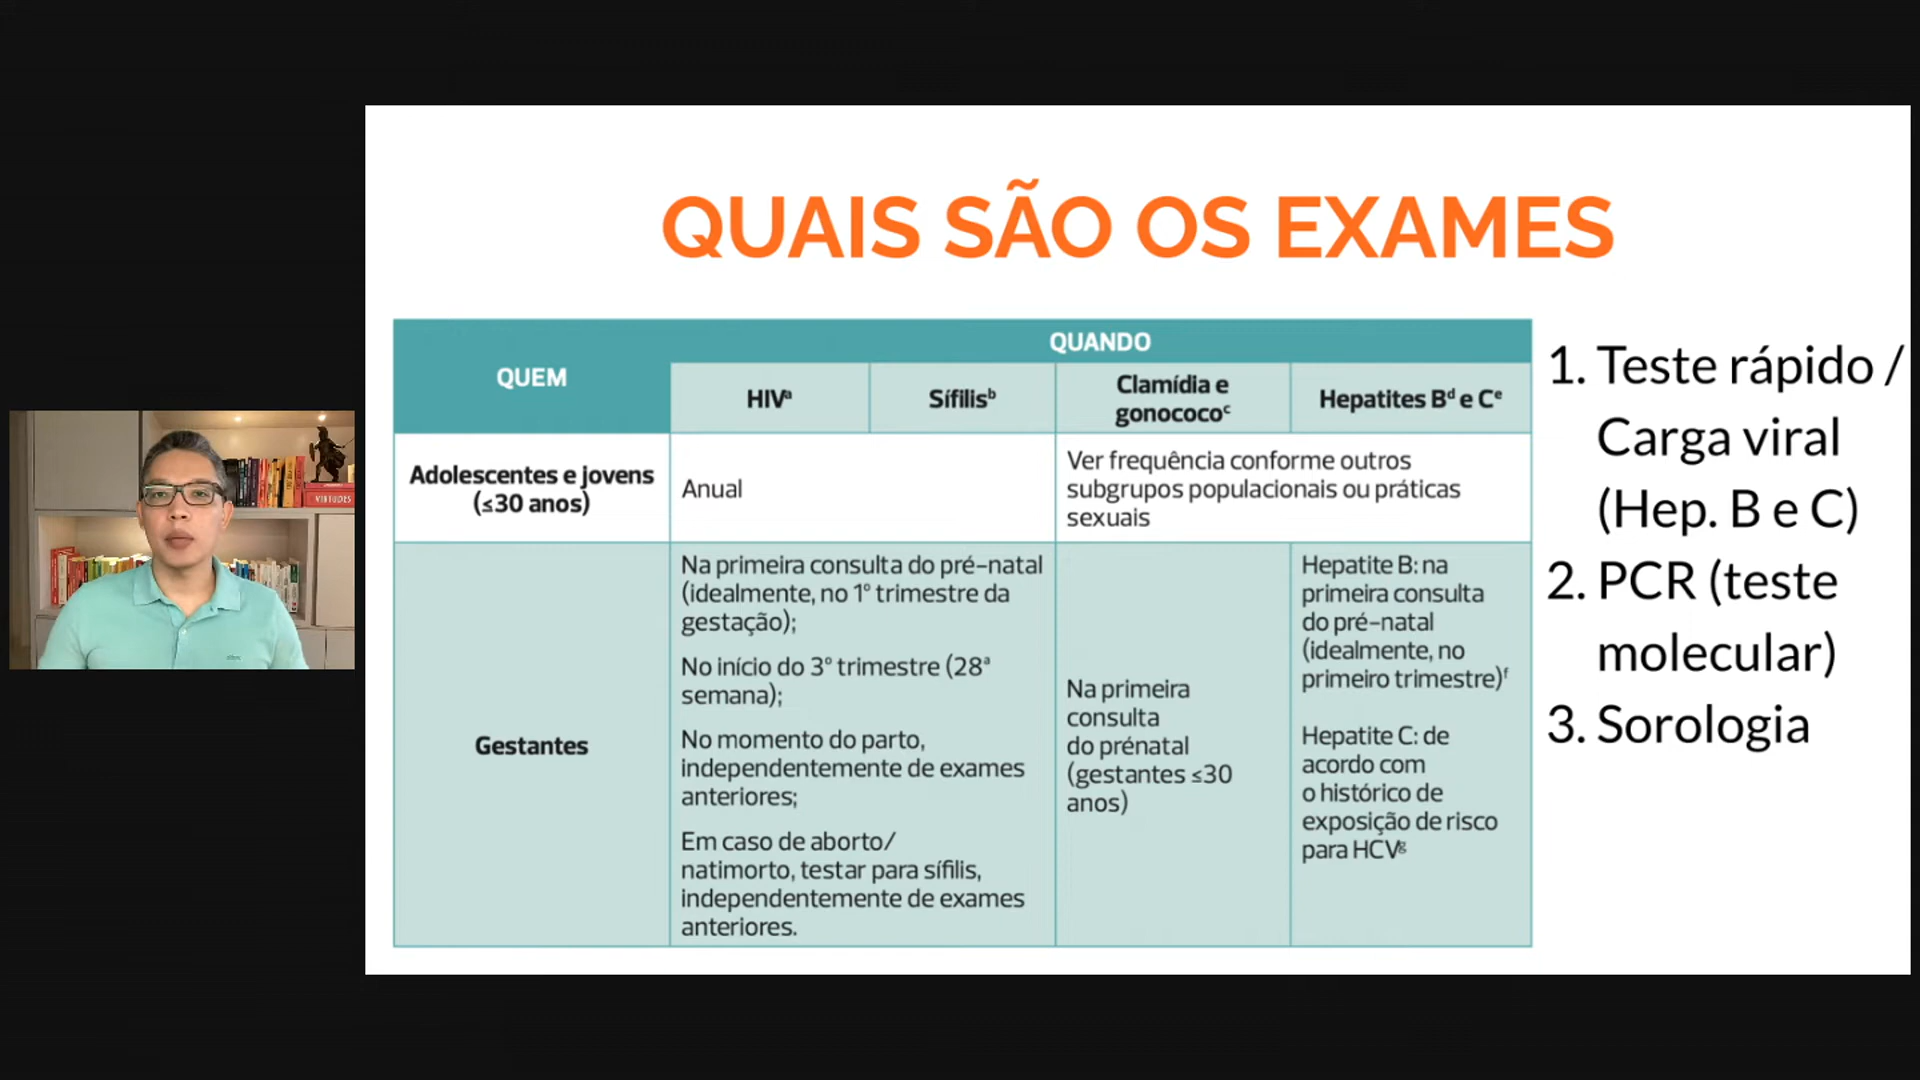 QUAIS SÃO OS EXAMES
QUEM
QUANDO
HIVᵃ
Sífilisᵇ
Clamídia e
gonococoᶜ
Hepatites Bᵈ e Cᵉ
Adolescentes e jovens
(≤30 anos)
Anual
Ver frequência conforme outros
subgrupos populacionais ou práticas
sexuais
Gestantes
Na primeira consulta do pré-natal
(idealmente, no 1º trimestre da
gestação);
No início do 3º trimestre (28ª
semana);
No momento do parto,
independentemente de exames
anteriores;
Em caso de aborto/
natimorto, testar para sífilis,
independentemente de exames
anteriores.
Na primeira
consulta
do prénatal
(gestantes ≤30
anos)
Hepatite B: na
primeira consulta
do pré-natal
(idealmente, no
primeiro trimestre)ᶠ
Hepatite C: de
acordo com
o histórico de
exposição de risco
para HCVᵍ
1. Teste rápido /
Carga viral
(Hep. B e C)
2. PCR (teste
molecular)
3. Sorologia
VIRTUDES